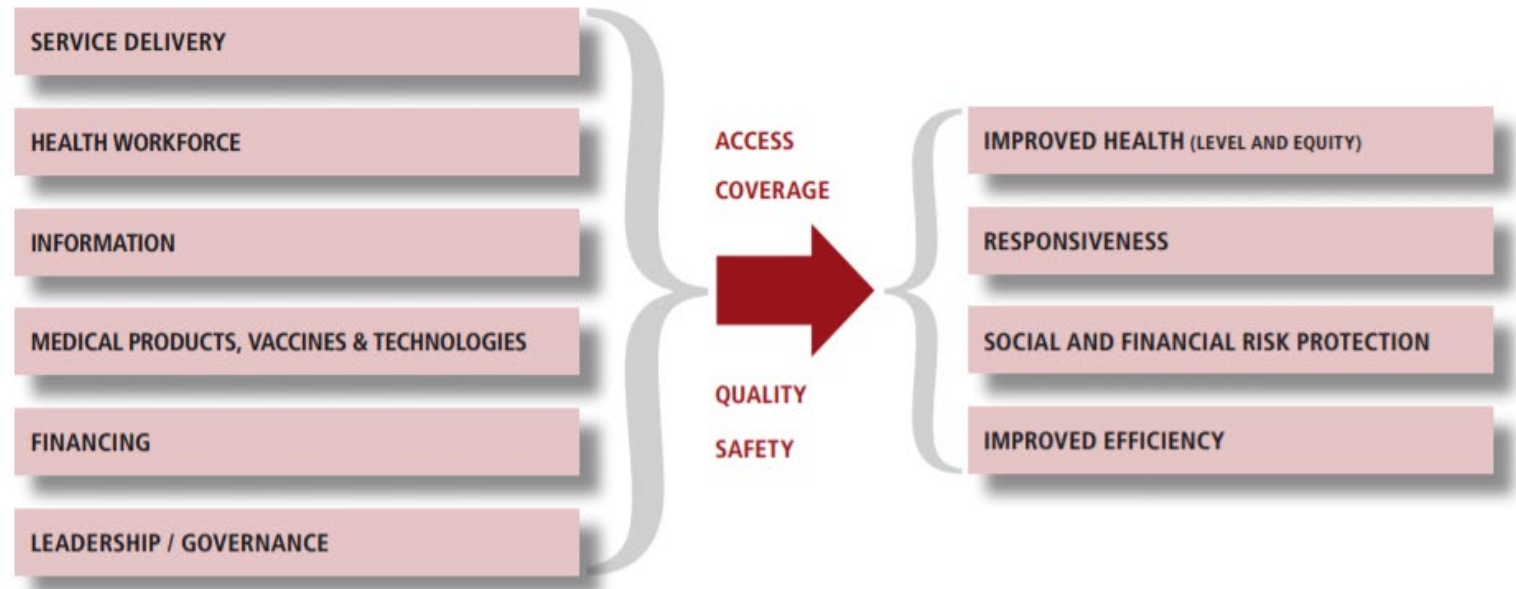 SERVICE DELIVERY
HEALTH WORKFORCE
INFORMATION
MEDICAL PRODUCTS, VACCINES & TECHNOLOGIES
FINANCING
LEADERSHIP / GOVERNANCE
ACCESS
COVERAGE
QUALITY
SAFETY
IMPROVED HEALTH (LEVEL AND EQUITY)
RESPONSIVENESS
SOCIAL AND FINANCIAL RISK PROTECTION
IMPROVED EFFICIENCY